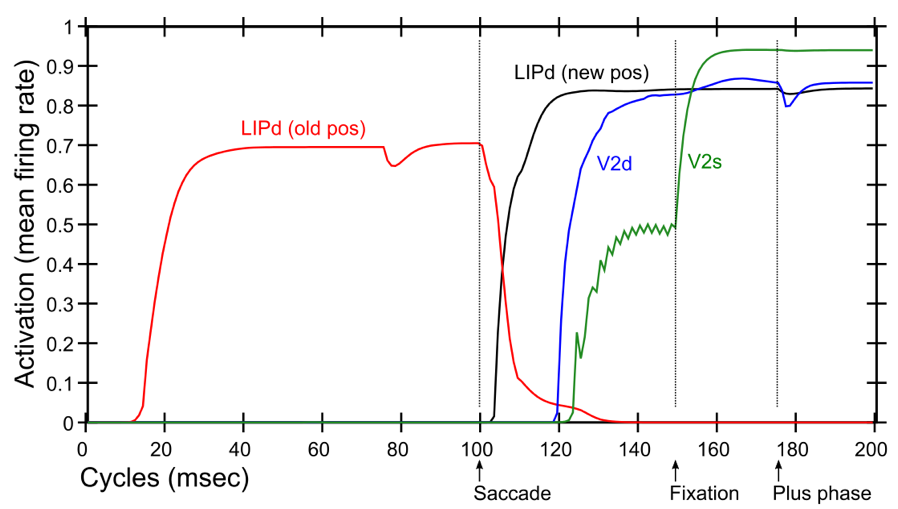 1
0.9
0.8
0.7
0.6
0.5
0.4
0.3
0.2
0.1
0
Activation (mean firing rate)
LIPd (old pos)
LIPd (new pos)
V2d
V2s
0 20 40 60 80 100 120 140 160 180 200
Cycles (msec)
Saccade
Fixation
Plus phase